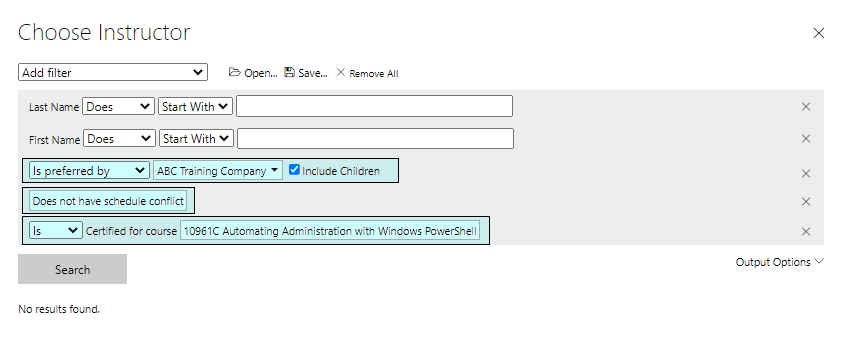 Choose Instructor
Add filter Open... Save... Remove All
Last Name Does Start With
First Name Does Start With
Is preferred by ABC Training Company Include Children
Does not have schedule conflict
Is Certified for course 10961C Automating Administration with Windows PowerShell
Search Output Options
No results found.